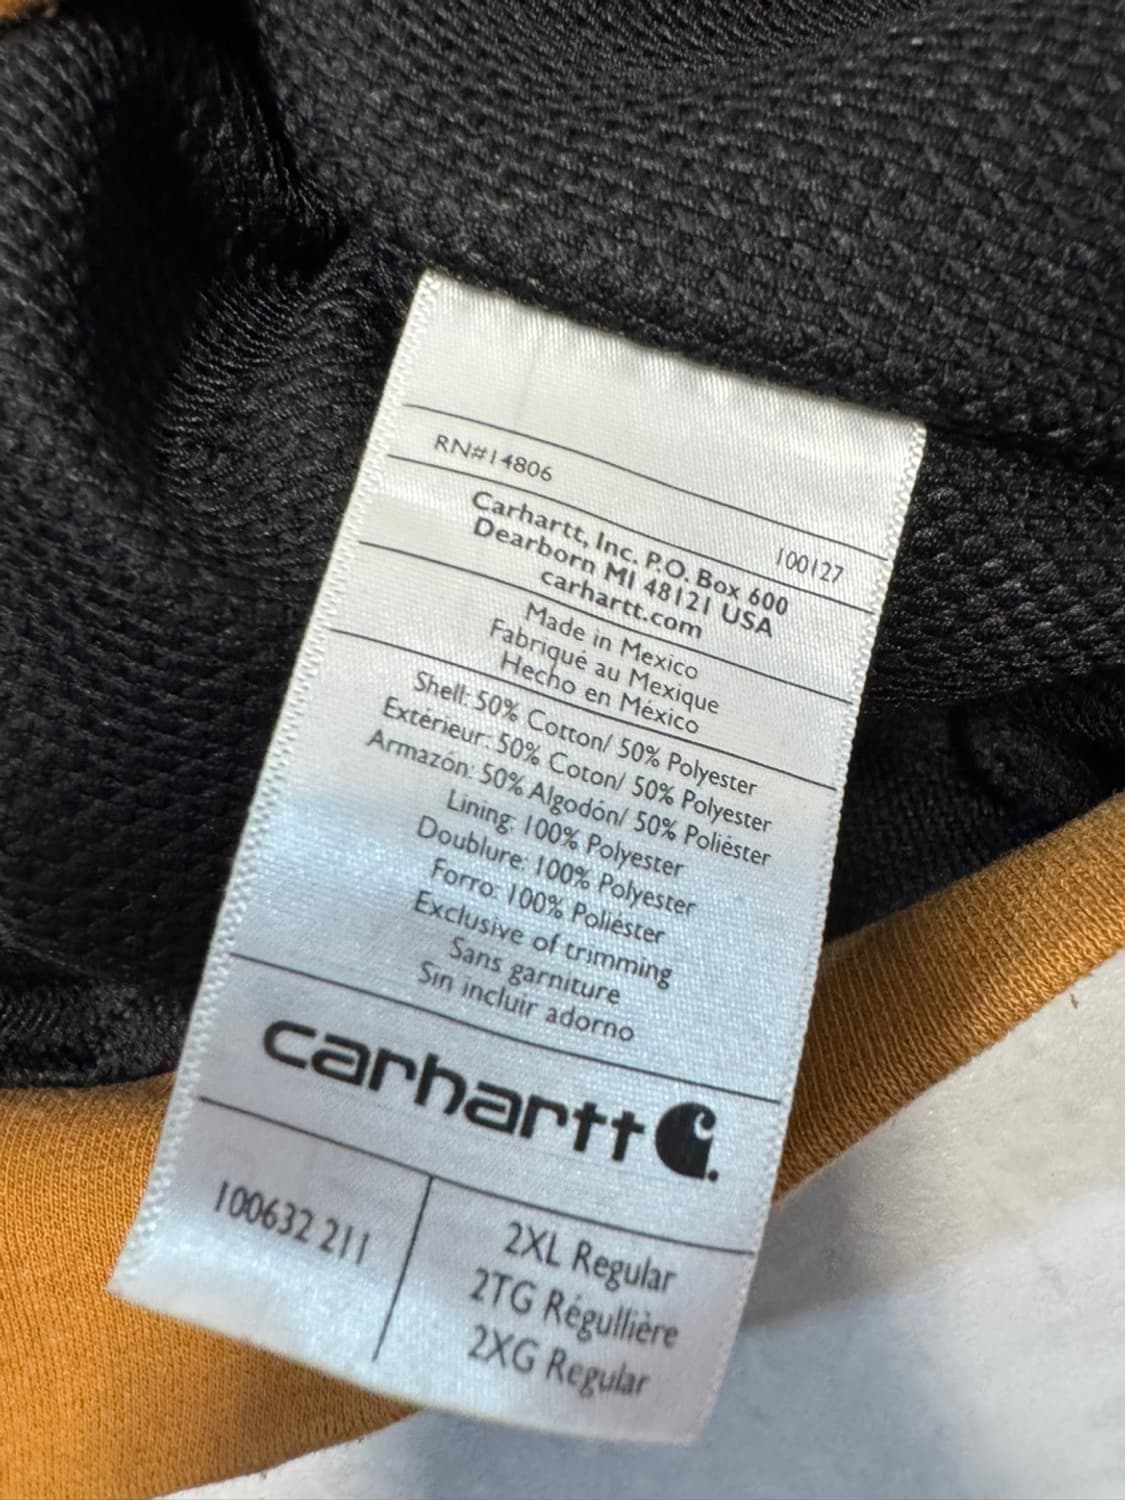 RN#14806
100127
Carhartt, Inc. P.O. Box 600
Dearborn MI 48121 USA
carhartt.com
Made in Mexico
Fabriqué au Mexique
Hecho en México
Shell: 50% Cotton/ 50% Polyester
Extérieur: 50% Coton/ 50% Polyester
Armazón: 50% Algodón/ 50% Poliéster
Lining: 100% Polyester
Doublure: 100% Polyester
Forro: 100% Poliéster
Exclusive of trimming
Sans garniture
Sin incluir adorno
carhartt
100632 211
2XL Regular
2TG Régullière
2XG Regular